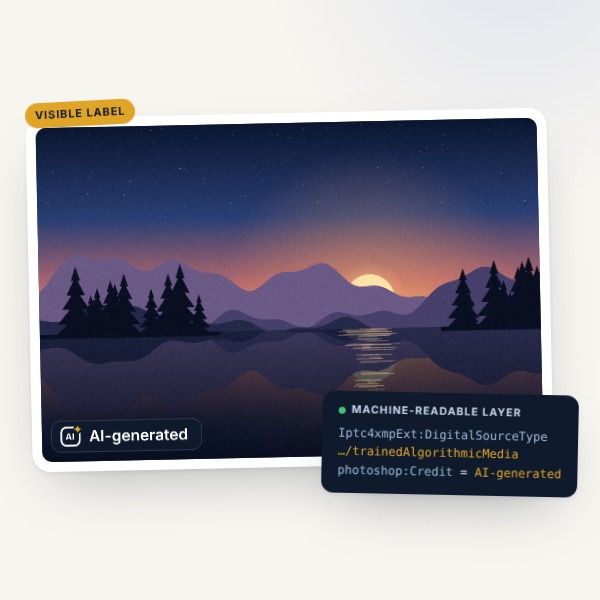 VISIBLE LABEL
AI AI-generated
MACHINE-READABLE LAYER
Iptc4xmpExt:DigitalSourceType
…/trainedAlgorithmicMedia
photoshop:Credit = AI-generated